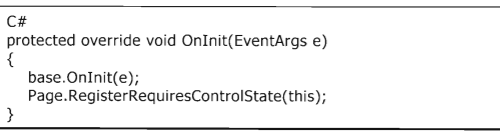 C#
protected override void OnInit(EventArgs e)
{
base.OnInit(e);
Page.RegisterRequiresControlState(this);
}